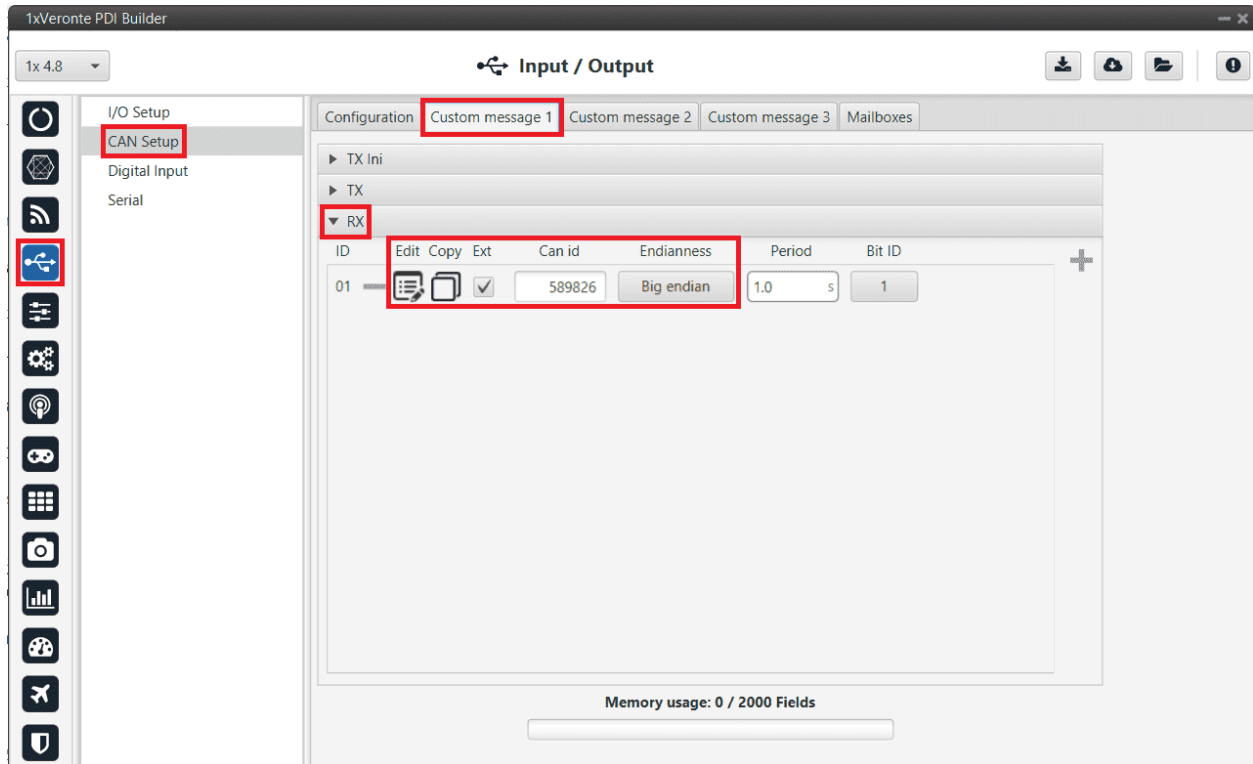 1xVeronte PDI Builder
1x 4.8
Input / Output
I/O Setup
CAN Setup
Digital Input
Serial
Configuration Custom message 1 Custom message 2 Custom message 3 Mailboxes
TX Ini
TX
RX
ID Edit Copy Ext Can id Endianness Period Bit ID
01 589826 Big endian 1.0 s 1
Memory usage: 0 / 2000 Fields